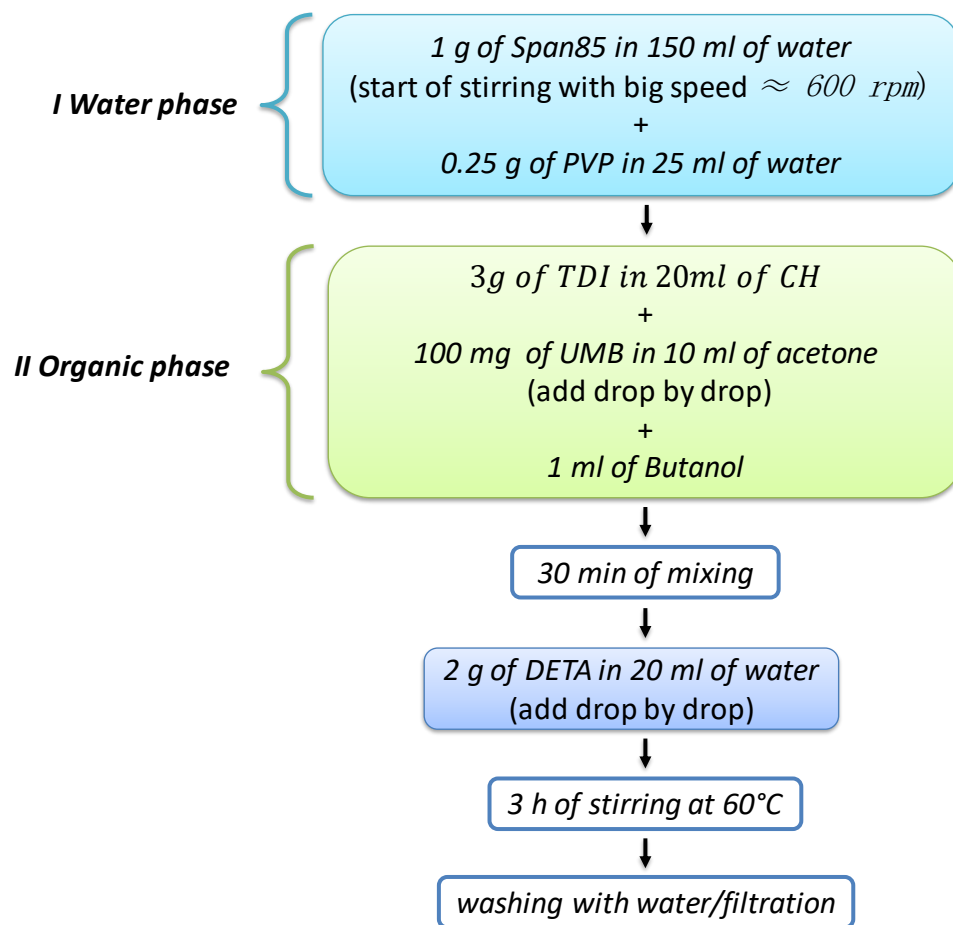 I Water phase
1 g of Span85 in 150 ml of water
(start of stirring with big speed ≈ 600 rpm)
+
0.25 g of PVP in 25 ml of water
II Organic phase
3g of TDI in 20ml of CH
+
100 mg of UMB in 10 ml of acetone
(add drop by drop)
+
1 ml of Butanol
30 min of mixing
2 g of DETA in 20 ml of water
(add drop by drop)
3 h of stirring at 60°C
washing with water/filtration